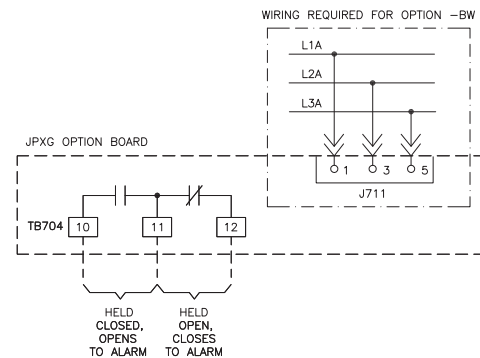 WIRING REQUIRED FOR OPTION -BW
L1A
L2A
L3A
JPXG OPTION BOARD
1 3 5
J711
TB704 10 11 12
HELD CLOSED, OPENS TO ALARM
HELD OPEN, CLOSES TO ALARM